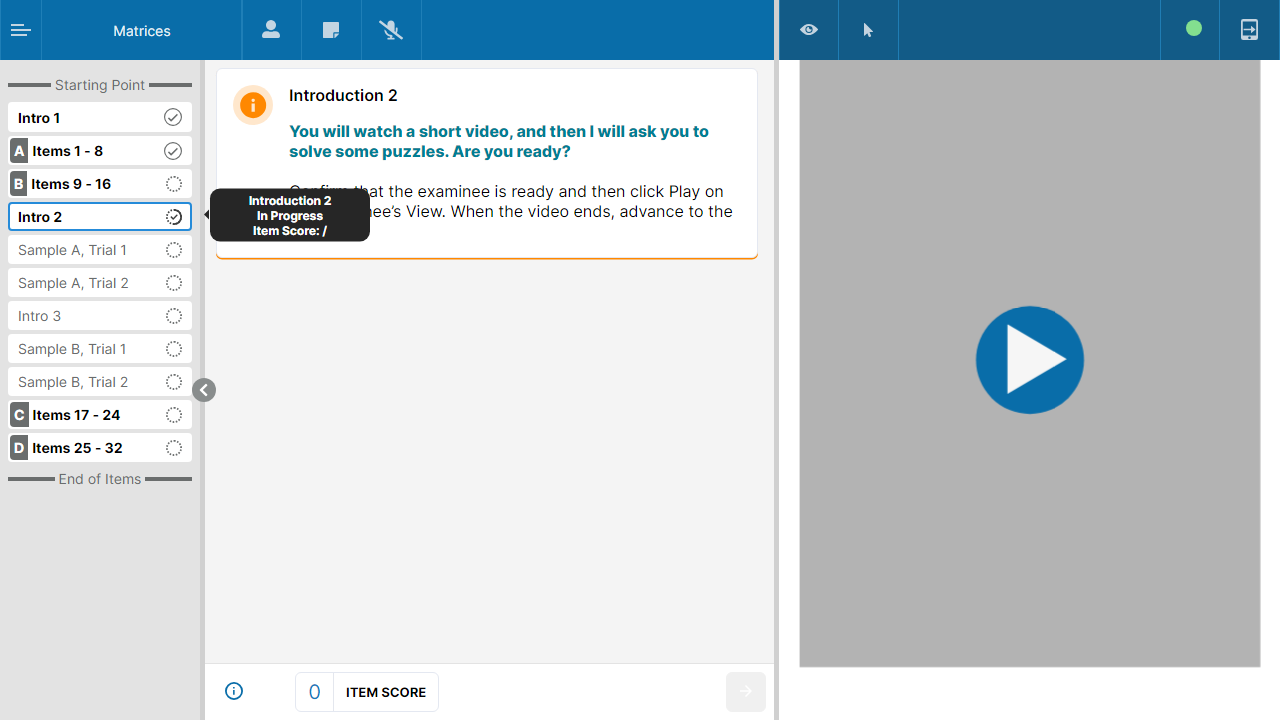 Matrices
Starting Point
Intro 1
A Items 1 - 8
B Items 9 - 16
Intro 2
Sample A, Trial 1
Sample A, Trial 2
Intro 3
Sample B, Trial 1
Sample B, Trial 2
C Items 17 - 24
D Items 25 - 32
End of Items
Introduction 2
You will watch a short video, and then I will ask you to
solve some puzzles. Are you ready?
that the examinee is ready and then click Play on
View. When the video ends, advance to the
Introduction 2
In Progress
Item Score: /
0 ITEM SCORE